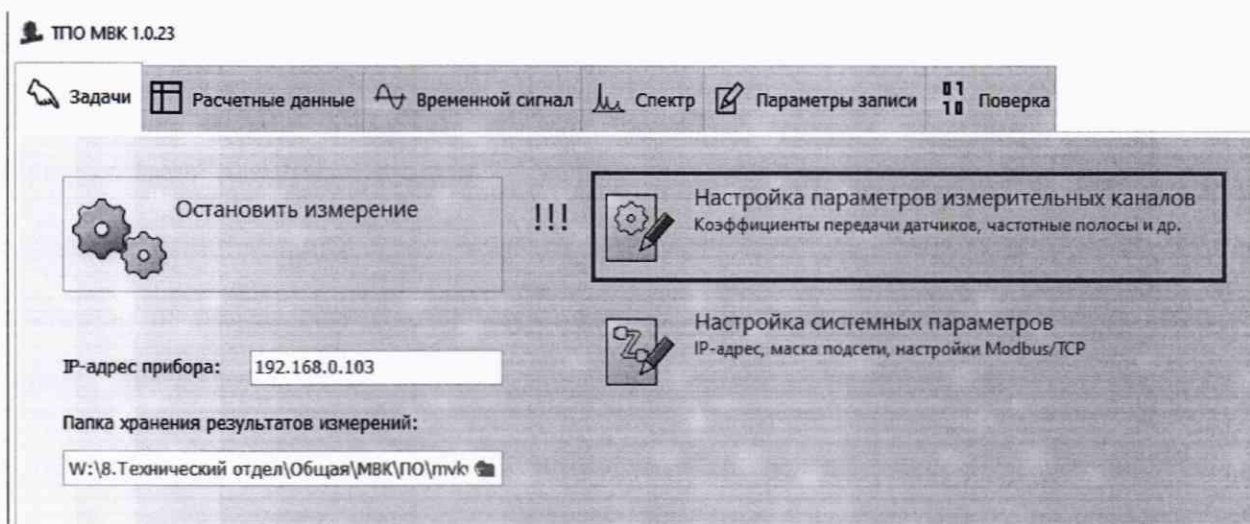 ТПО МВК 1.0.23
Задачи Расчетные данные Временной сигнал Спектр 01 10 Параметры записи Поверка
Остановить измерение
!!!
Настройка параметров измерительных каналов
Коэффициенты передачи датчиков, частотные полосы и др.
Настройка системных параметров
IP-адрес, маска подсети, настройки Modbus/TCP
IP-адрес прибора: 192.168.0.103
Папка хранения результатов измерений:
W:\8.Технический отдел\Общая\МВК\ПО\mvk